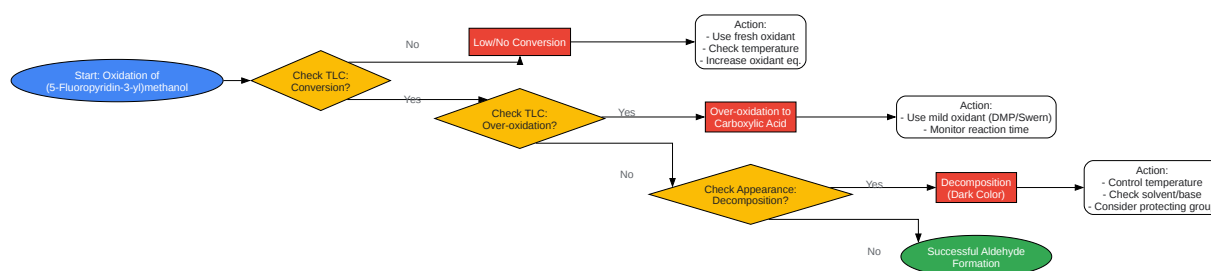 Start: Oxidation of
(5-Fluoropyridin-3-yl)methanol
Check TLC:
Conversion?
No
Low/No Conversion
Action:
- Use fresh oxidant
- Check temperature
- Increase oxidant eq.
Yes
Check TLC:
Over-oxidation?
Yes
Over-oxidation to
Carboxylic Acid
Action:
- Use mild oxidant (DMP/Swern)
- Monitor reaction time
No
Check Appearance:
Decomposition?
Yes
Decomposition
(Dark Color)
Action:
- Control temperature
- Check solvent/base
- Consider protecting group
No
Successful Aldehyde
Formation